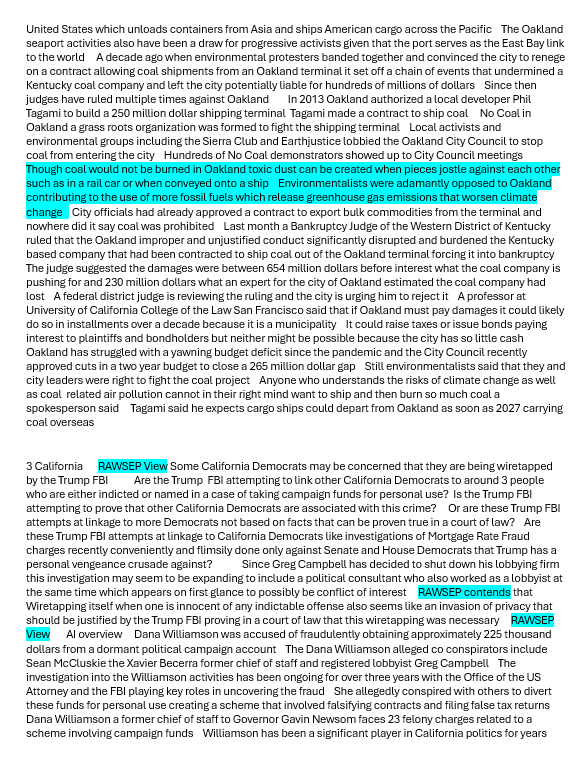 United States which unloads containers from Asia and ships American cargo across the Pacific The Oakland
seaport activities also have been a draw for progressive activists given that the port serves as the East Bay link
to the world A decade ago when environmental protesters banded together and convinced the city to renege
on a contract allowing coal shipments from an Oakland terminal it set off a chain of events that undermined a
Kentucky coal company and left the city potentially liable for hundreds of millions of dollars Since then
judges have ruled multiple times against Oakland In 2013 Oakland authorized a local developer Phil
Tagami to build a 250 million dollar shipping terminal Tagami made a contract to ship coal No Coal in
Oakland a grass roots organization was formed to fight the shipping terminal Local activists and
environmental groups including the Sierra Club and Earthjustice lobbied the Oakland City Council to stop
coal from entering the city Hundreds of No Coal demonstrators showed up to City Council meetings
Though coal would not be burned in Oakland toxic dust can be created when pieces jostle against each other
such as in a rail car or when conveyed onto a ship Environmentalists were adamantly opposed to Oakland
contributing to the use of more fossil fuels which release greenhouse gas emissions that worsen climate
change City officials had already approved a contract to export bulk commodities from the terminal and
nowhere did it say coal was prohibited Last month a Bankruptcy Judge of the Western District of Kentucky
ruled that the Oakland improper and unjustified conduct significantly disrupted and burdened the Kentucky
based company that had been contracted to ship coal out of the Oakland terminal forcing it into bankruptcy
The judge suggested the damages were between 654 million dollars before interest what the coal company is
pushing for and 230 million dollars what an expert for the city of Oakland estimated the coal company had
lost A federal district judge is reviewing the ruling and the city is urging him to reject it A professor at
University of California College of the Law San Francisco said that if Oakland must pay damages it could likely
do so in installments over a decade because it is a municipality It could raise taxes or issue bonds paying
interest to plaintiffs and bondholders but neither might be possible because the city has so little cash
Oakland has struggled with a yawning budget deficit since the pandemic and the City Council recently
approved cuts in a two year budget to close a 265 million dollar gap Still environmentalists said that they and
city leaders were right to fight the coal project Anyone who understands the risks of climate change as well
as coal related air pollution cannot in their right mind want to ship and then burn so much coal a
spokesperson said Tagami said he expects cargo ships could depart from Oakland as soon as 2027 carrying
coal overseas
3 California RAWSEP View Some California Democrats may be concerned that they are being wiretapped
by the Trump FBI Are the Trump FBI attempting to link other California Democrats to around 3 people
who are either indicted or named in a case of taking campaign funds for personal use? Is the Trump FBI
attempting to prove that other California Democrats are associated with this crime? Or are these Trump FBI
attempts at linkage to more Democrats not based on facts that can be proven true in a court of law? Are
these Trump FBI attempts at linkage to California Democrats like investigations of Mortgage Rate Fraud
charges recently conveniently and flimsily done only against Senate and House Democrats that Trump has a
personal vengeance crusade against? Since Greg Campbell has decided to shut down his lobbying firm
this investigation may seem to be expanding to include a political consultant who also worked as a lobbyist at
the same time which appears on first glance to possibly be conflict of interest RAWSEP contends that
Wiretapping itself when one is innocent of any indictable offense also seems like an invasion of privacy that
should be justified by the Trump FBI proving in a court of law that this wiretapping was necessary RAWSEP
View AI overview Dana Williamson was accused of fraudulently obtaining approximately 225 thousand
dollars from a dormant political campaign account The Dana Williamson alleged co conspirators include
Sean McCluskie the Xavier Becerra former chief of staff and registered lobbyist Greg Campbell The
investigation into the Williamson activities has been ongoing for over three years with the Office of the US
Attorney and the FBI playing key roles in uncovering the fraud She allegedly conspired with others to divert
these funds for personal use creating a scheme that involved falsifying contracts and filing false tax returns
Dana Williamson a former chief of staff to Governor Gavin Newsom faces 23 felony charges related to a
scheme involving campaign funds Williamson has been a significant player in California politics for years